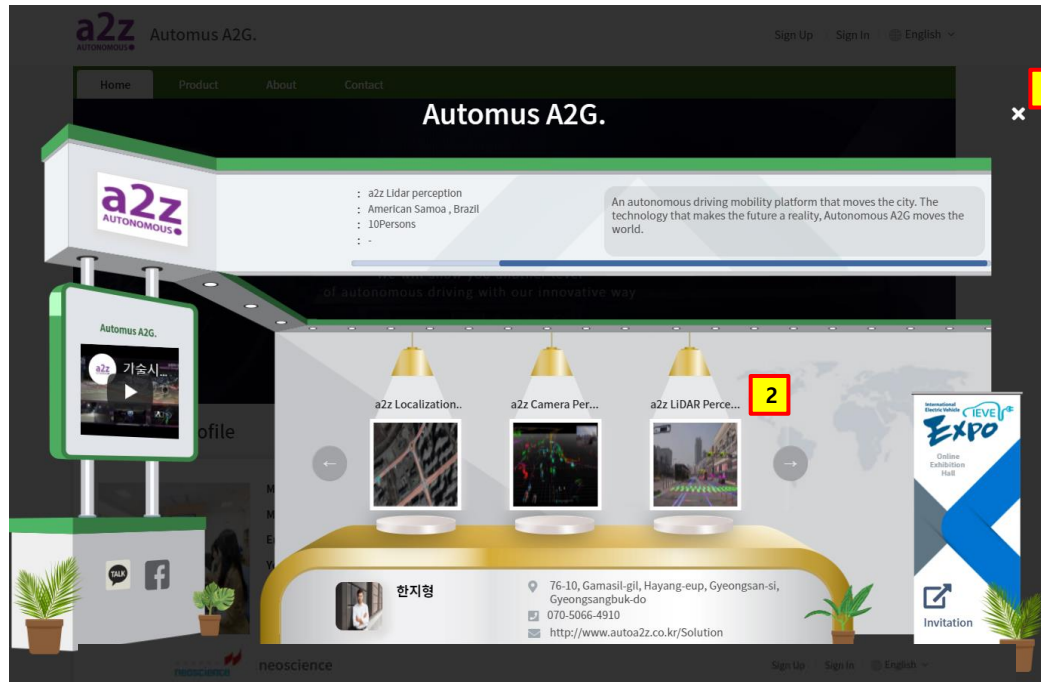 a2z
AUTONOMOUS
Automus A2G.
Sign Up
Sign In
English
Home
Product
About
Contact
Automus A2G.
a2z
AUTONOMOUS
: a2z Lidar perception
: American Samoa , Brazil
: 10Persons
: -
An autonomous driving mobility platform that moves the city. The
technology that makes the future a reality, Autonomous A2G moves the
world.
of autonomous driving with our innovative way
Automus A2G.
a2z
기술시...
a2z Localization..
a2z Camera Per...
a2z LiDAR Perce...
2
ofile
International
Electric Vehicle
IEVE
EXPO
Online
Exhibition
Hall
Invitation
TALK
한지형
76-10, Gamasil-gil, Hayang-eup, Gyeongsan-si,
Gyeongsangbuk-do
070-5066-4910
http://www.autoa2z.co.kr/Solution
neoscience
neoscience
Sign Up
Sign In
English